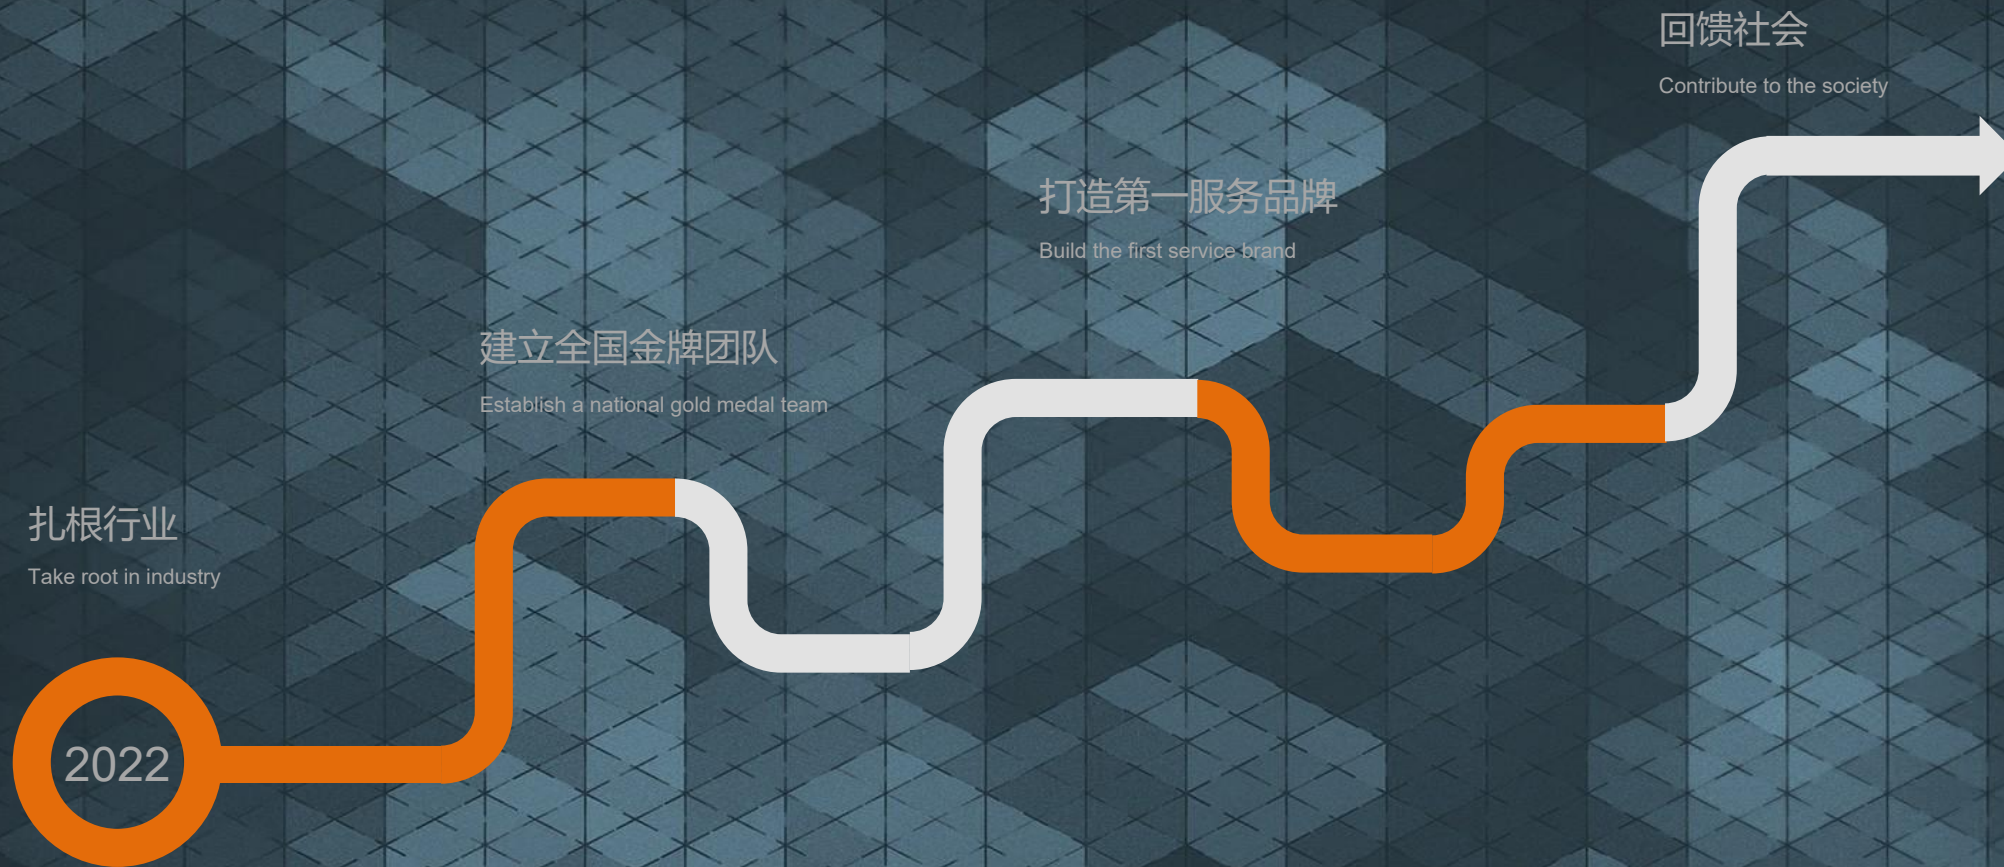 回馈社会
Contribute to the society
打造第一服务品牌
Build the first service brand
建立全国金牌团队
Establish a national gold medal team
扎根行业
Take root in industry
2022